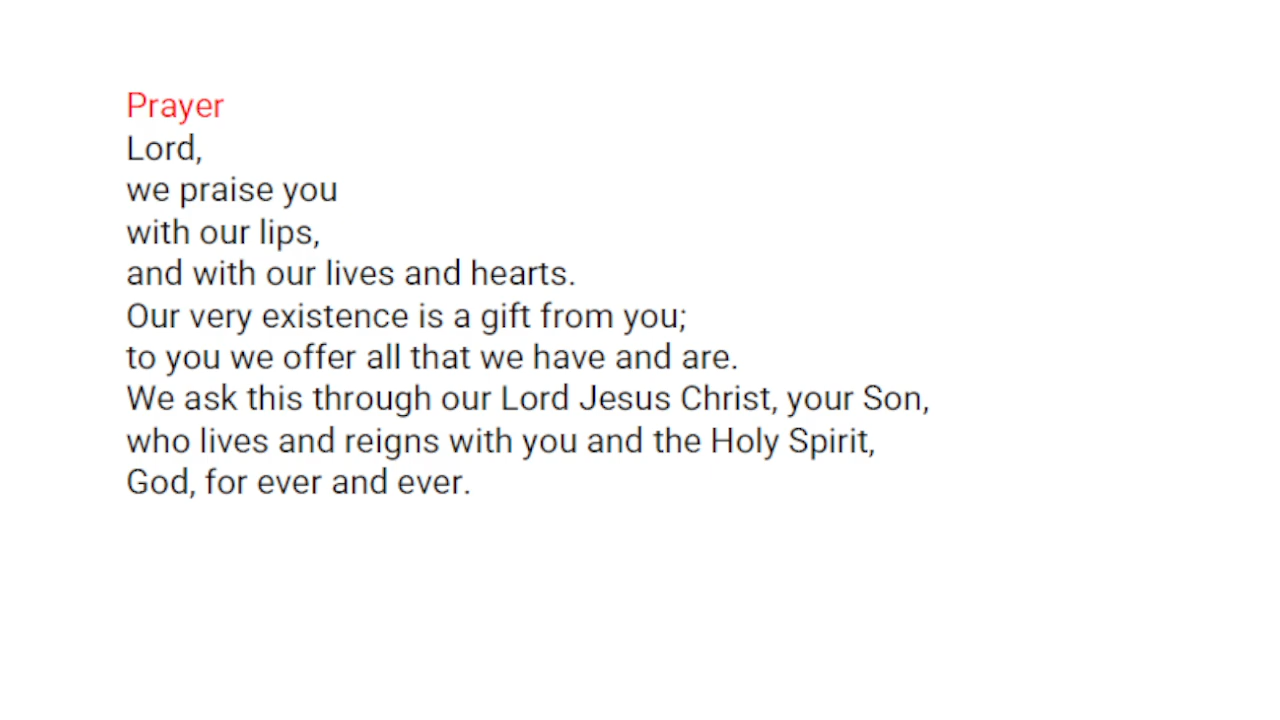 Prayer
Lord,
we praise you
with our lips,
and with our lives and hearts.
Our very existence is a gift from you;
to you we offer all that we have and are.
We ask this through our Lord Jesus Christ, your Son,
who lives and reigns with you and the Holy Spirit,
God, for ever and ever.